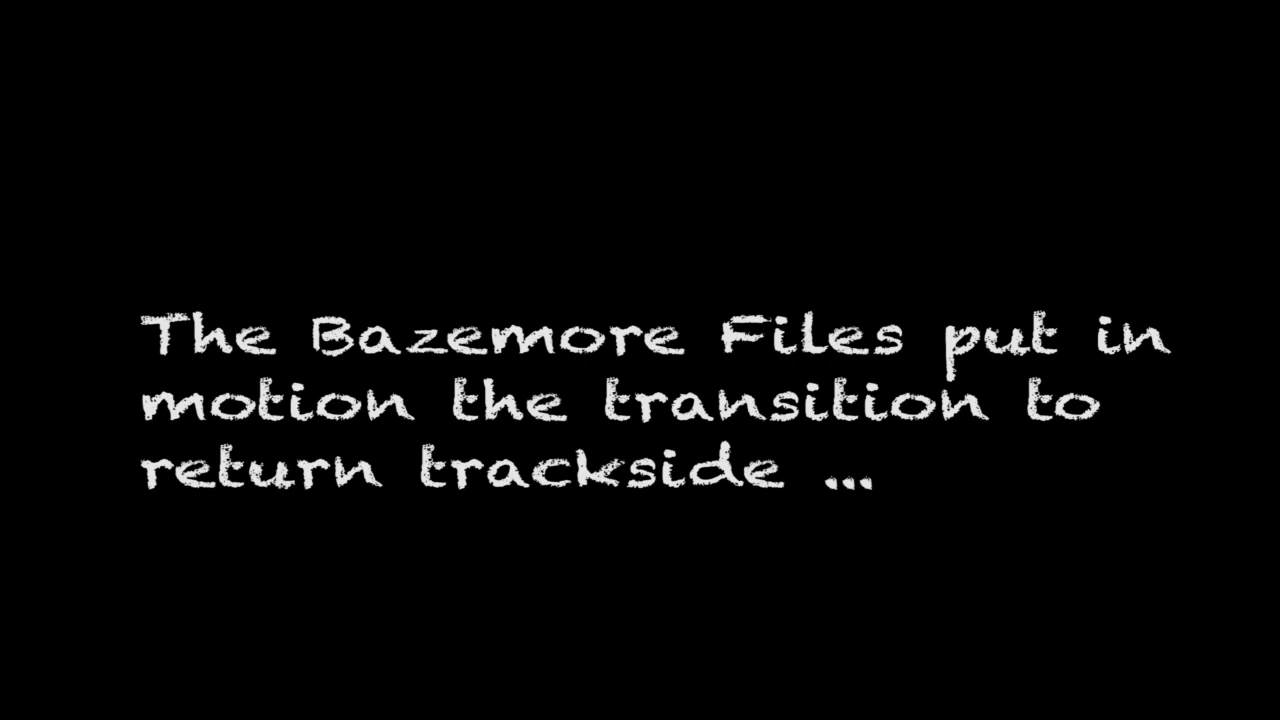 The Bazemore Files put in
motion the transition to
return trackside ...